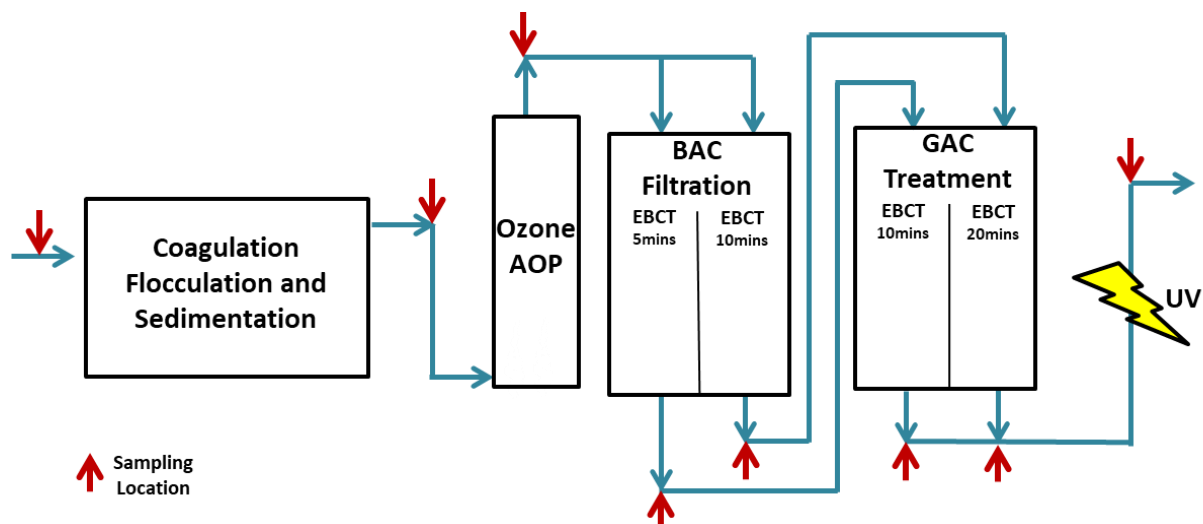 Coagulation
Flocculation and
Sedimentation
Ozone
AOP
BAC
Filtration
EBCT
5mins
EBCT
10mins
GAC
Treatment
EBCT
10mins
EBCT
20mins
UV
Sampling
Location